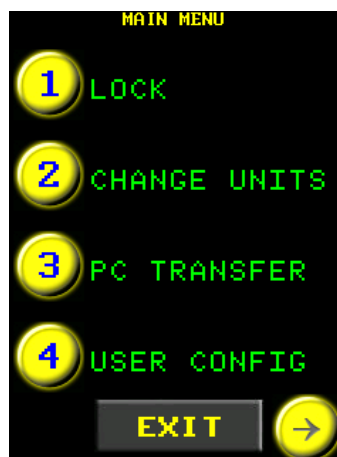 MAIN MENU
1 LOCK
2 CHANGE UNITS
3 PC TRANSFER
4 USER CONFIG
EXIT →